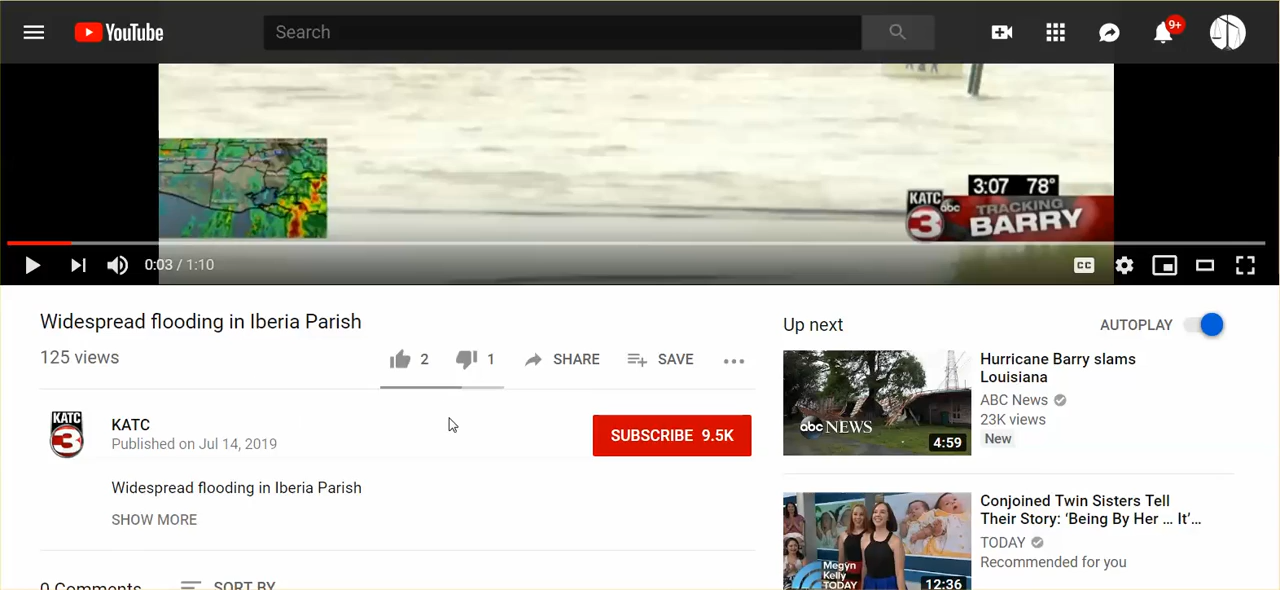 YouTube
Search
9+
3:07 78°
KATC
abc
3
TRACKING
BARRY
0:03 / 1:10
CC
Widespread flooding in Iberia Parish
125 views
2
1
SHARE
SAVE
KATC
3
KATC
Published on Jul 14, 2019
SUBSCRIBE 9.5K
Widespread flooding in Iberia Parish
SHOW MORE
0 Comments
SORT BY
Up next
AUTOPLAY
abc NEWS
4:59
Hurricane Barry slams
Louisiana
ABC News
23K views
New
Megyn
Kelly
TODAY
12:36
Conjoined Twin Sisters Tell
Their Story: ‘Being By Her ... It’...
TODAY
Recommended for you